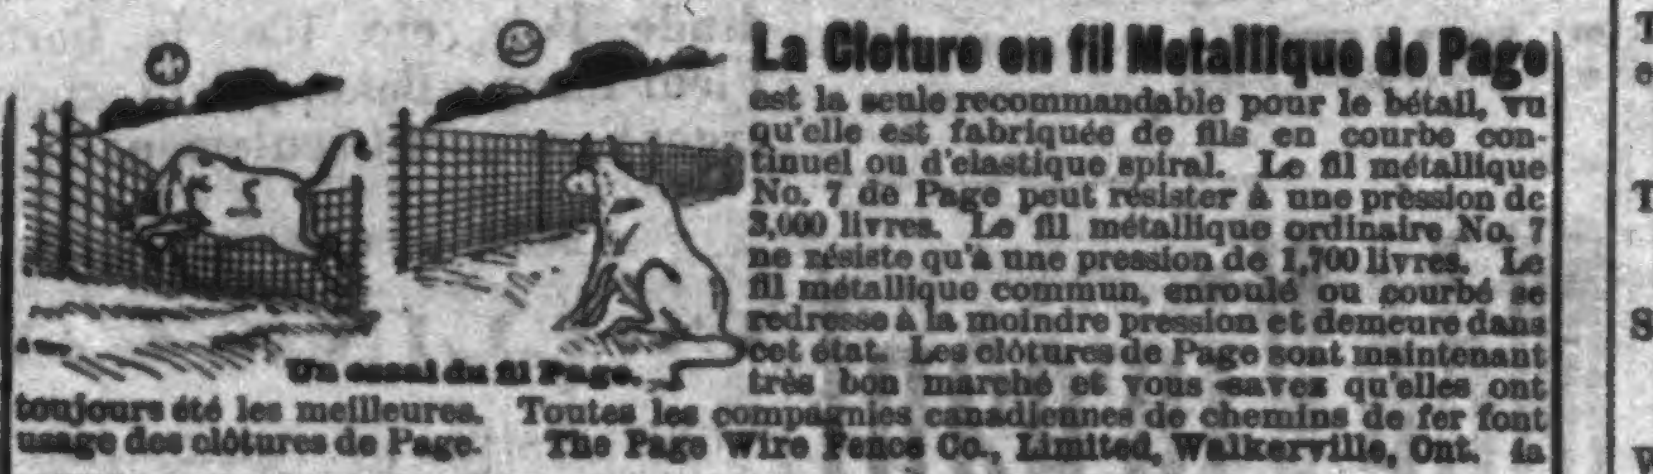 La Cloture en fil Metallique de Page
est la seule recommandable pour le bétail, vu
qu'elle est fabriquée de fils en courbe con-
tinuel ou d'elastique spiral. Le fil métallique
No. 7 de Page peut résister à une pression de
3,000 livres. Le fil métallique ordinaire No. 7
ne résiste qu'à une pression de 1,700 livres. Le
fil métallique commun, enroulé ou courbé se
redresse à la moindre pression et demeure dans
cet état. Les clôtures de Page sont maintenant
très bon marché et vous savez qu'elles ont
Un essai du fil Page.
toujours été les meilleures. Toutes les compagnies canadiennes de chemins de fer font
usage des clôtures de Page. The Page Wire Fence Co., Limited, Walkerville, Ont. 4a